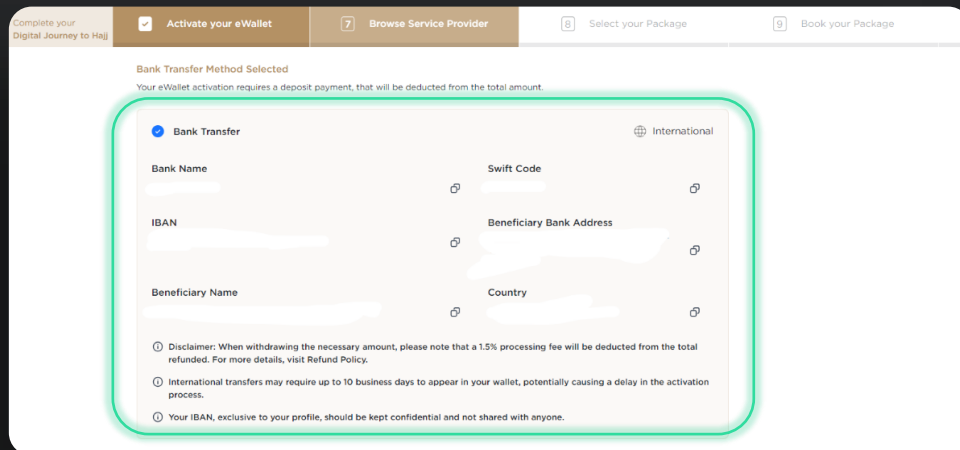 Complete your
Digital Journey to Hajj
Activate your eWallet
7
Browse Service Provider
8
Select your Package
9
Book your Package
Bank Transfer Method Selected
Your eWallet activation requires a deposit payment, that will be deducted from the total amount.
Bank Transfer
International
Bank Name
Swift Code
IBAN
Beneficiary Bank Address
Beneficiary Name
Country
Disclaimer: When withdrawing the necessary amount, please note that a 1.5% processing fee will be deducted from the total
refunded. For more details, visit Refund Policy.
International transfers may require up to 10 business days to appear in your wallet, potentially causing a delay in the activation
process.
Your IBAN, exclusive to your profile, should be kept confidential and not shared with anyone.